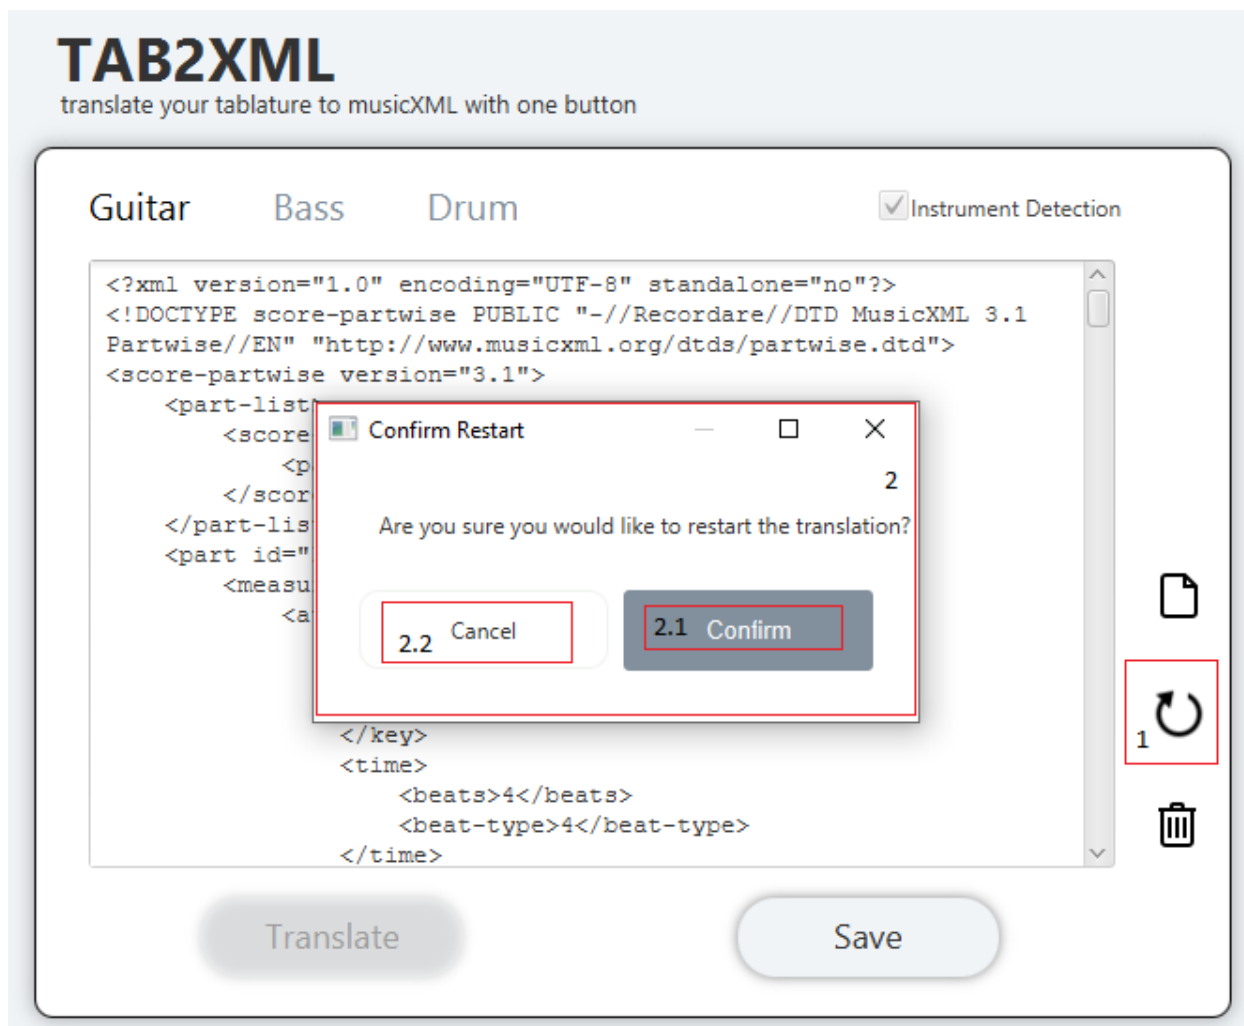 TAB2XML
translate your tablature to musicXML with one button
Guitar Bass Drum Instrument Detection
<?xml version="1.0" encoding="UTF-8" standalone="no"?>
<!DOCTYPE score-partwise PUBLIC "-//Recordare//DTD MusicXML 3.1
Partwise//EN" "http://www.musicxml.org/dtds/partwise.dtd">
<score-partwise version="3.1">
<part-list>
<score
<p
</score
</part-lis
<part id="
<measu
<a
</key>
<time>
<beats>4</beats>
<beat-type>4</beat-type>
</time>
Confirm Restart
2
Are you sure you would like to restart the translation?
2.2 Cancel
2.1 Confirm
1
Translate Save